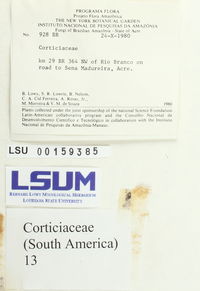 PROGRAMA FLORA
Projeto Flora Amazônica
THE NEW YORK BOTANICAL GARDEN
INSTITUTO NACIONAL DE PESQUISAS DA AMAZÔNIA
Fungi of Brazilian Amazonia - State of Acre
No. 928 BR 24-X-1980
Corticiaceae
km 29 BR 364 NW of Rio Branco on
road to Sena Madureira, Acre.
B. Lowy, S. R. Lowrie, B. Nelson,
C. A. Cid Ferreira, A. Rosas, Jr.,
M. Moreira & V. M. de Souza 1980
Plants collected under the joint sponsorship of the National Science Foundation
Latin-American collaborative program and the Conselho Nacional de
Desenvolvimento Científico e Tecnológico in collaboration with the Instituto
Nacional de Pesquisas da Amazônia-Manaus.
LSU 00159385
LSUM
BERNARD LOWY MYCOLOGICAL HERBARIUM
LOUISIANA STATE UNIVERSITY
Corticiaceae
(South America)
13